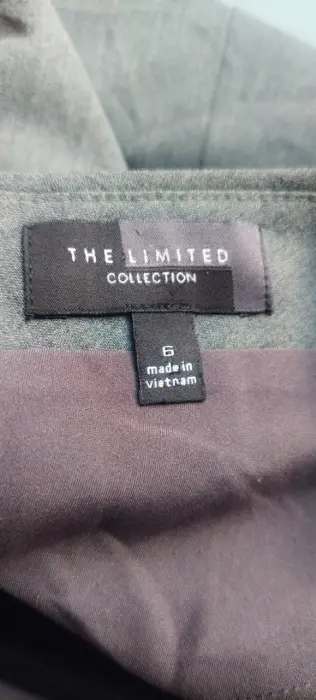 THE LIMITED
COLLECTION
6
made in
vietnam